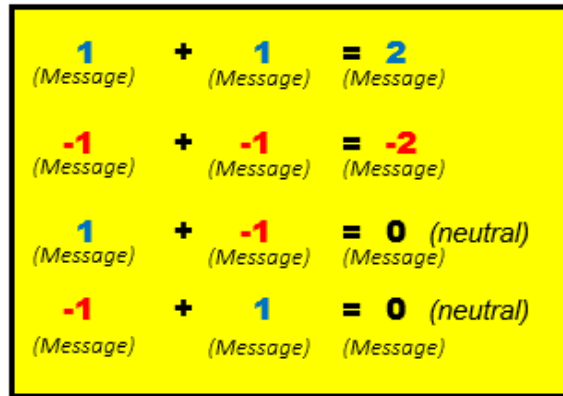 1 + 1 = 2
(Message) (Message) (Message)
-1 + -1 = -2
(Message) (Message) (Message)
1 + -1 = 0 (neutral)
(Message) (Message) (Message)
-1 + 1 = 0 (neutral)
(Message) (Message) (Message)